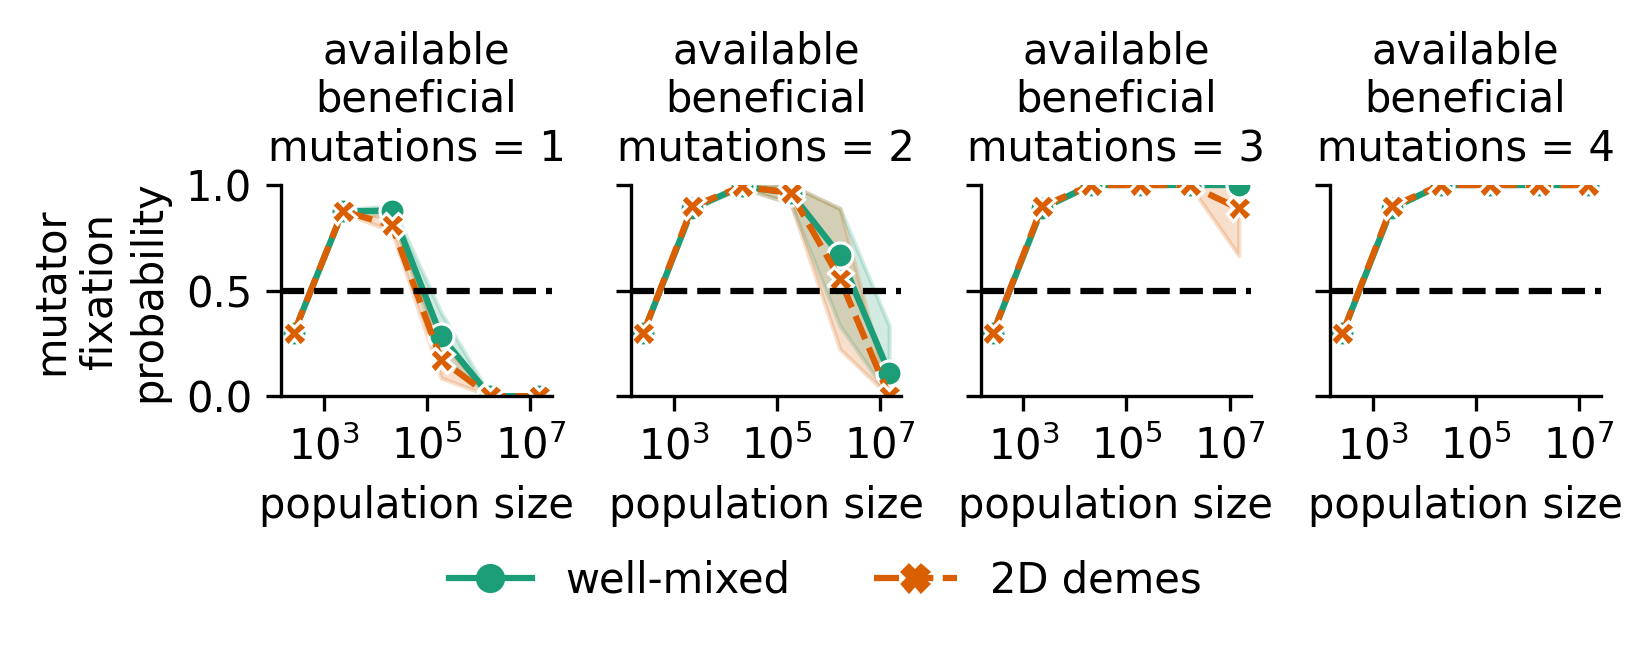 available
beneficial
mutations = 1
available
beneficial
mutations = 2
available
beneficial
mutations = 3
available
beneficial
mutations = 4
mutator
fixation
probability
1.0
0.5
0.0
10³ 10⁵ 10⁷
10³ 10⁵ 10⁷
10³ 10⁵ 10⁷
10³ 10⁵ 10⁷
population size
population size
population size
population size
well-mixed
2D demes